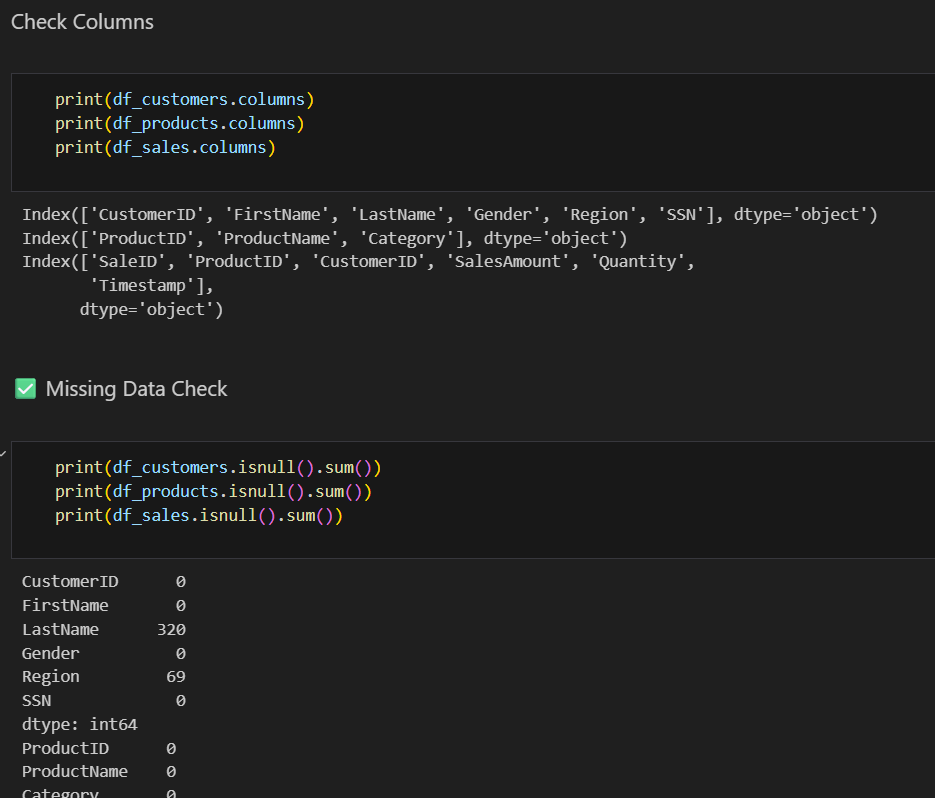 Check Columns
print(df_customers.columns)
print(df_products.columns)
print(df_sales.columns)
Index(['CustomerID', 'FirstName', 'LastName', 'Gender', 'Region', 'SSN'], dtype='object')
Index(['ProductID', 'ProductName', 'Category'], dtype='object')
Index(['SaleID', 'ProductID', 'CustomerID', 'SalesAmount', 'Quantity',
'Timestamp'],
dtype='object')
✅ Missing Data Check
print(df_customers.isnull().sum())
print(df_products.isnull().sum())
print(df_sales.isnull().sum())
CustomerID 0
FirstName 0
LastName 320
Gender 0
Region 69
SSN 0
dtype: int64
ProductID 0
ProductName 0
Category 0